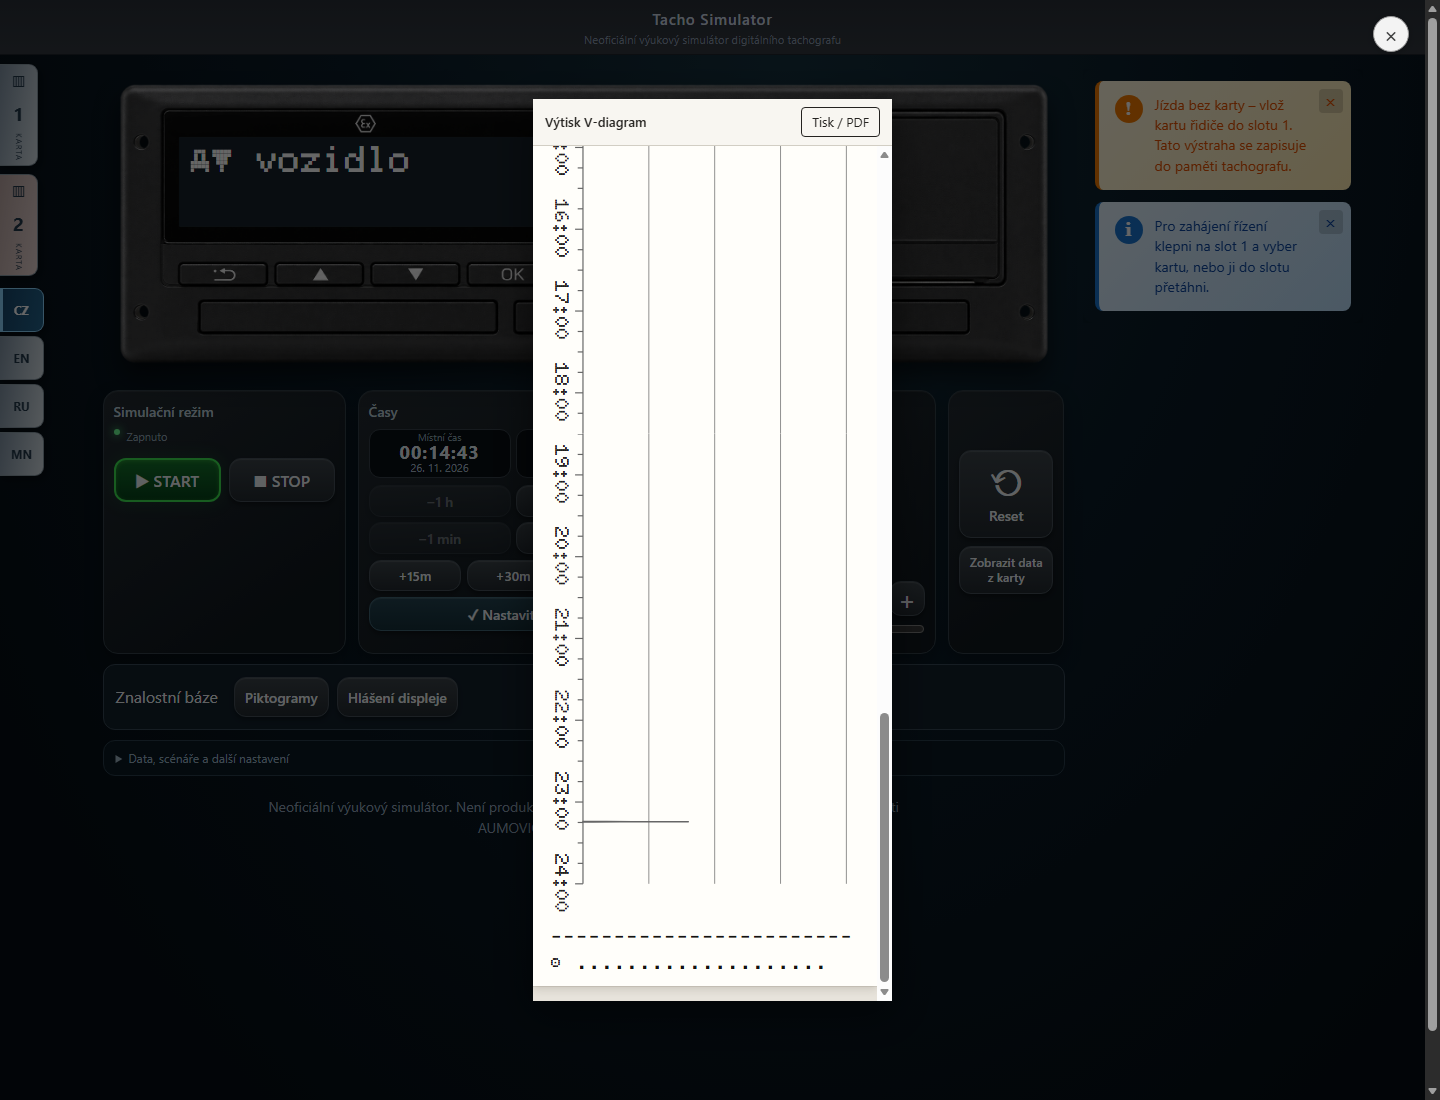 Tacho Simulator
Neoficiální výukový simulátor digitálního tachografu
1
KARTA
2
KARTA
CZ
EN
RU
MN
Ex
vozidlo
OK
Výtisk V-diagram
Tisk / PDF
:00
16:00
17:00
18:00
19:00
20:00
21:00
22:00
23:00
24:00
------------------------
....................
Jízda bez karty – vlož
kartu řidiče do slotu 1.
Tato výstraha se zapisuje
do paměti tachografu.
Pro zahájení řízení
klepni na slot 1 a vyber
kartu, nebo ji do slotu
přetáhni.
Simulační režim
Zapnuto
▶ START
■ STOP
Časy
Místní čas
00:14:43
26. 11. 2026
−1 h
−1 min
+15m
+30m
✓ Nastavit
+
Reset
Zobrazit data
z karty
Znalostní báze
Piktogramy
Hlášení displeje
▶ Data, scénáře a další nastavení
Neoficiální výukový simulátor. Není produk